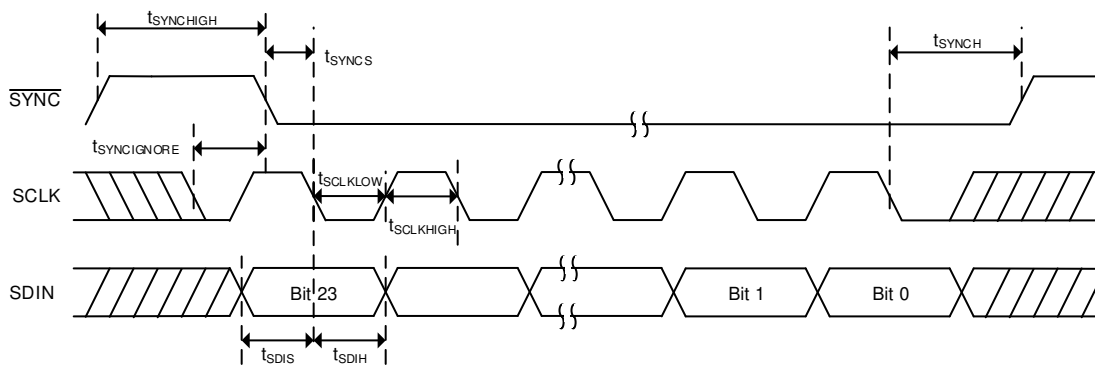 tSYNCHIGH
tSYNCS
tSYNCH
SYNC
tSYNCIGNORE
SCLK
tSCLKLOW
tSCLKHIGH
SDIN
Bit 23
Bit 1
Bit 0
tSDIS
tSDIH